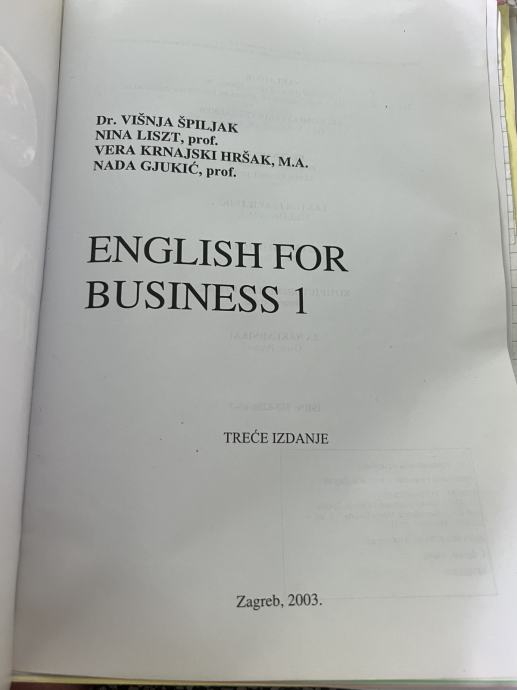 Dr. VIŠNJA ŠPILJAK
NINA LISZT, prof.
VERA KRNAJSKI HRŠAK, M.A.
NADA GJUKIĆ, prof.
ENGLISH FOR
BUSINESS 1
TREĆE IZDANJE
Zagreb, 2003.